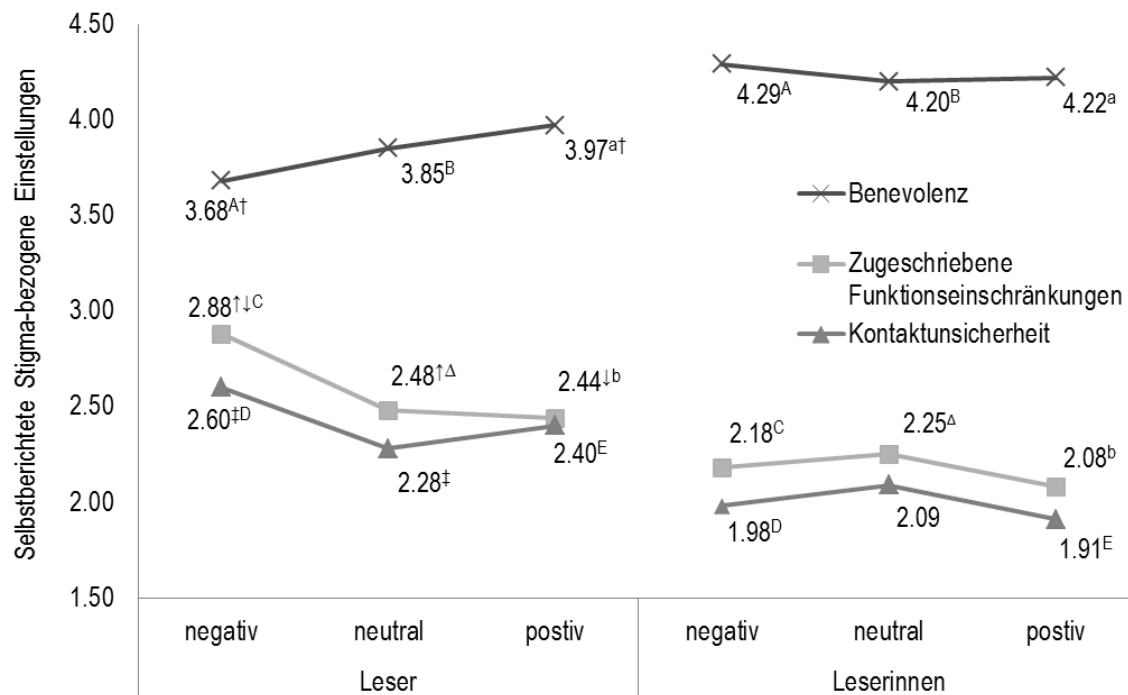 Selbstberichtete Stigma-bezogene Einstellungen
4.50
4.00
3.50
3.00
2.50
2.00
1.50
3.68ᴬ†
3.85ᴮ
3.97ᵃ†
4.29ᴬ
4.20ᴮ
4.22ᵃ
Benevolenz
Zugeschriebene
Funktionseinschränkungen
Kontaktunsicherheit
2.88↑↓C
2.48↑Δ
2.44↓b
2.60‡D
2.28‡
2.40ᴱ
2.18C
2.25Δ
2.08b
1.98ᴰ
2.09
1.91ᴱ
negativ neutral postiv negativ neutral postiv
Leser Leserinnen